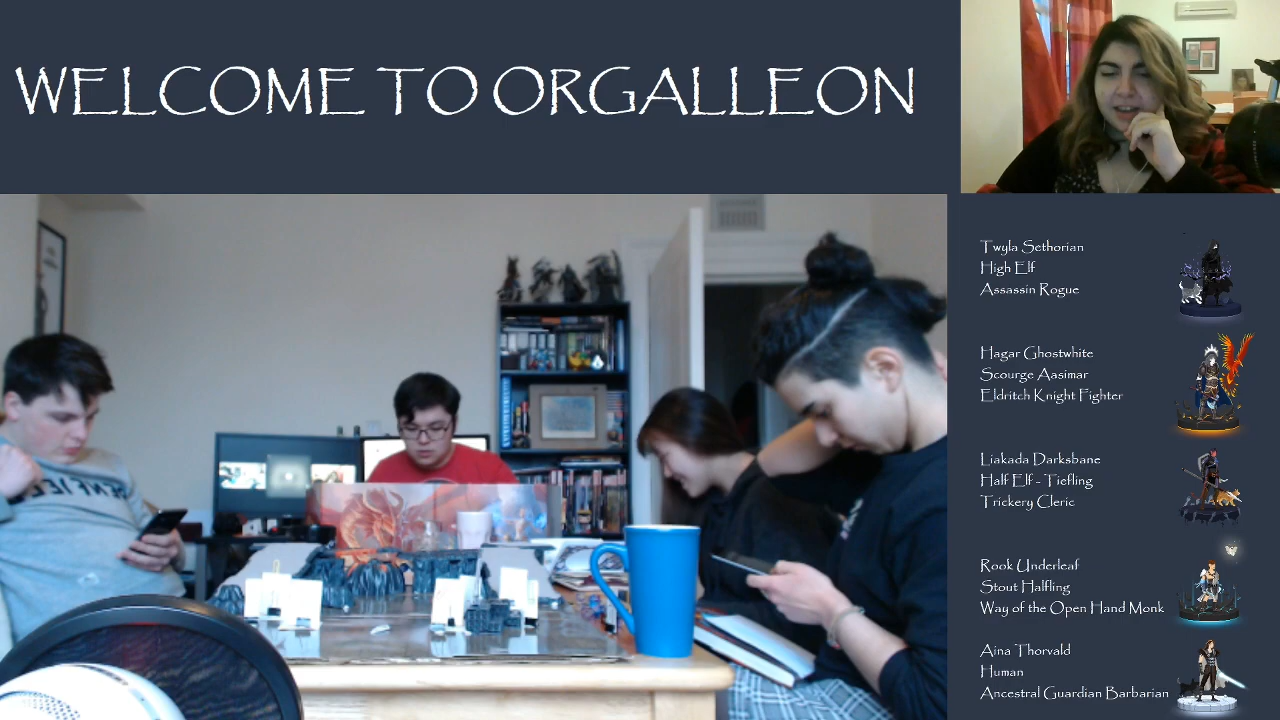 WELCOME TO ORGALLEON
Twyla Sethorian
High Elf
Assassin Rogue
Hagar Ghostwhite
Scourge Aasimar
Eldritch Knight Fighter
Liakada Darksbane
Half Elf - Tiefling
Trickery Cleric
Rook Underleaf
Stout Halfling
Way of the Open Hand Monk
Aina Thorvald
Human
Ancestral Guardian Barbarian